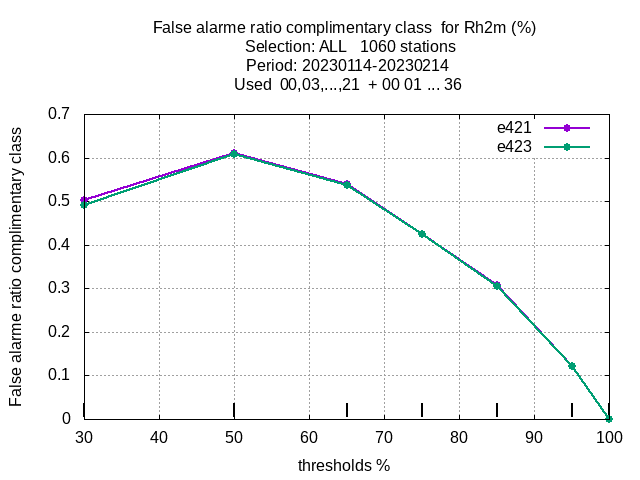 False alarme ratio complimentary class  for Rh2m (%)
Selection: ALL   1060 stations
Period: 20230114-20230214
Used  00,03,...,21  + 00 01 ... 36
False alarme ratio complimentary class
0.7
0.6
0.5
0.4
0.3
0.2
0.1
0
e421
e423
30 40 50 60 70 80 90 100
thresholds %